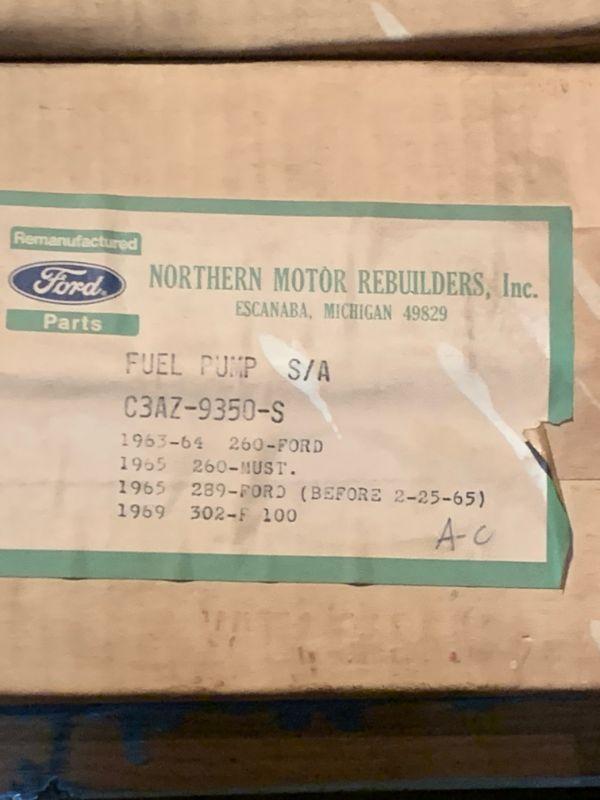 Remanufactured
Ford
Parts
NORTHERN MOTOR REBUILDERS, Inc.
ESCANABA, MICHIGAN 49829
FUEL PUMP S/A
C3AZ-9350-S
1963-64 260-FORD
1965 260-MUST.
1965 289-FORD (BEFORE 2-25-65)
1969 302-F 100
A-C